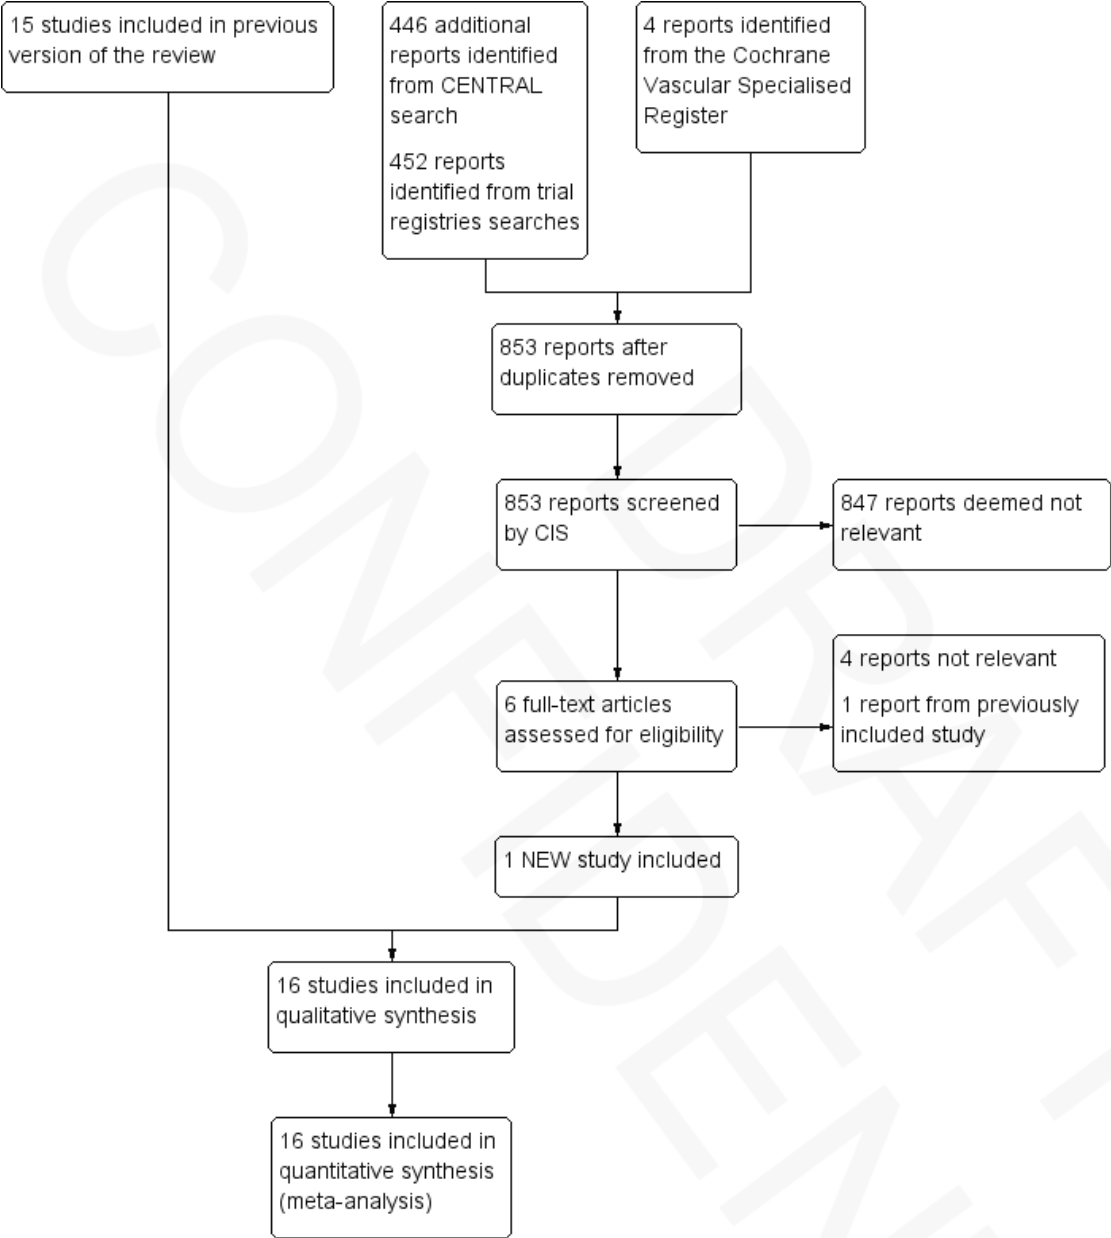 15 studies included in previous
version of the review
446 additional
reports identified
from CENTRAL
search
452 reports
identified from trial
registries searches
4 reports identified
from the Cochrane
Vascular Specialised
Register
853 reports after
duplicates removed
853 reports screened
by CIS
847 reports deemed not
relevant
6 full-text articles
assessed for eligibility
4 reports not relevant
1 report from previously
included study
1 NEW study included
16 studies included in
qualitative synthesis
16 studies included in
quantitative synthesis
(meta-analysis)
DRAFT
CONFIDEN